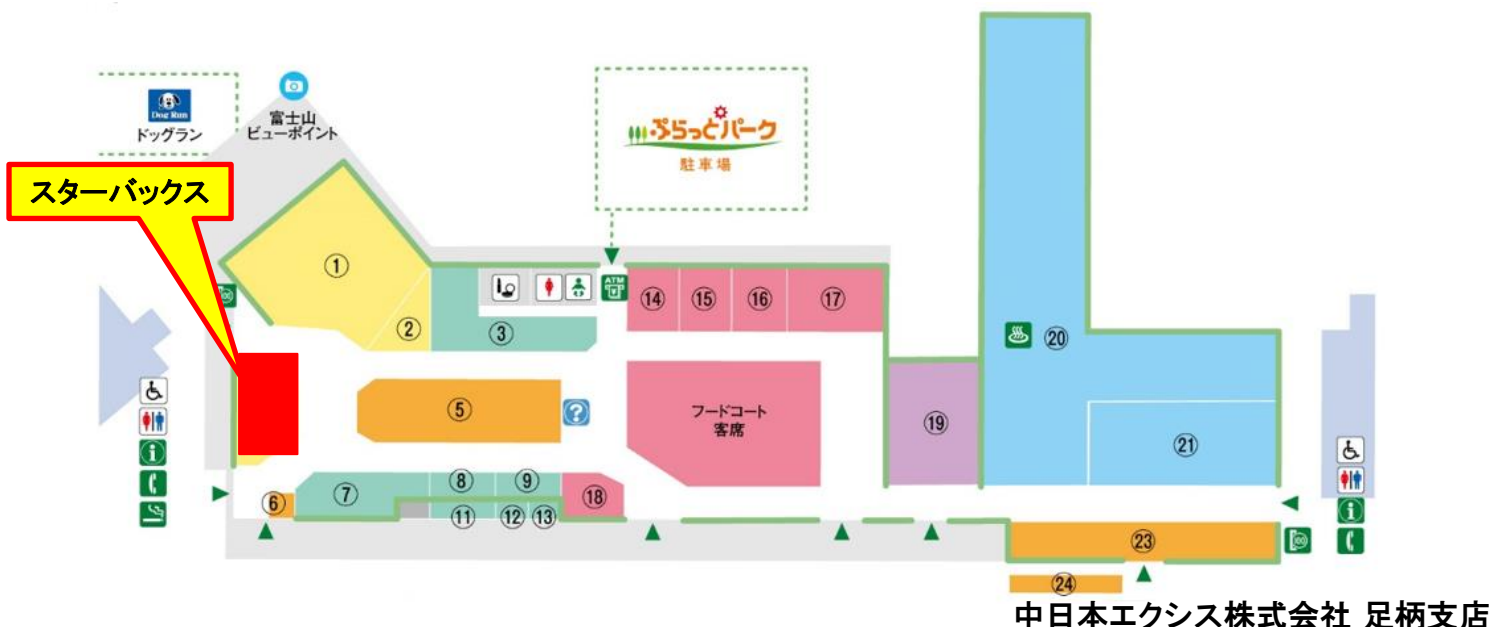 Dog Run
ドッグラン
富士山
ビューポイント
ぷらっとパーク
駐車場
スターバックス
①
②
③
ATM
⑭
⑮
⑯
⑰
⑳
⑤
?
フードコート
客席
⑲
㉑
i
i
⑥
⑦
⑧
⑨
⑱
⑪
⑫
⑬
㉓
㉔
中日本エクシス株式会社 足柄支店